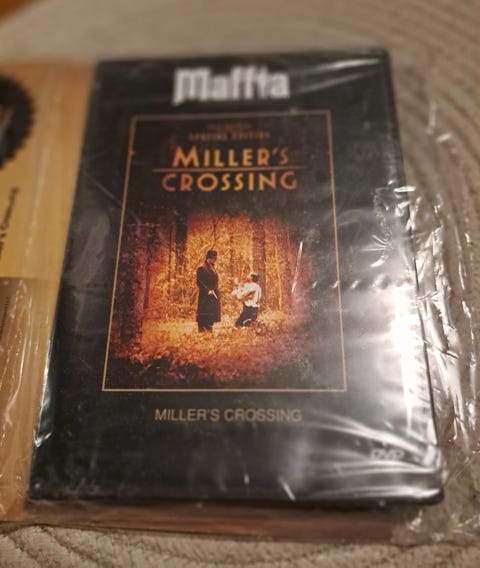 Maffia
SPECIAL EDITION
MILLER'S
CROSSING
MILLER'S CROSSING
DVD